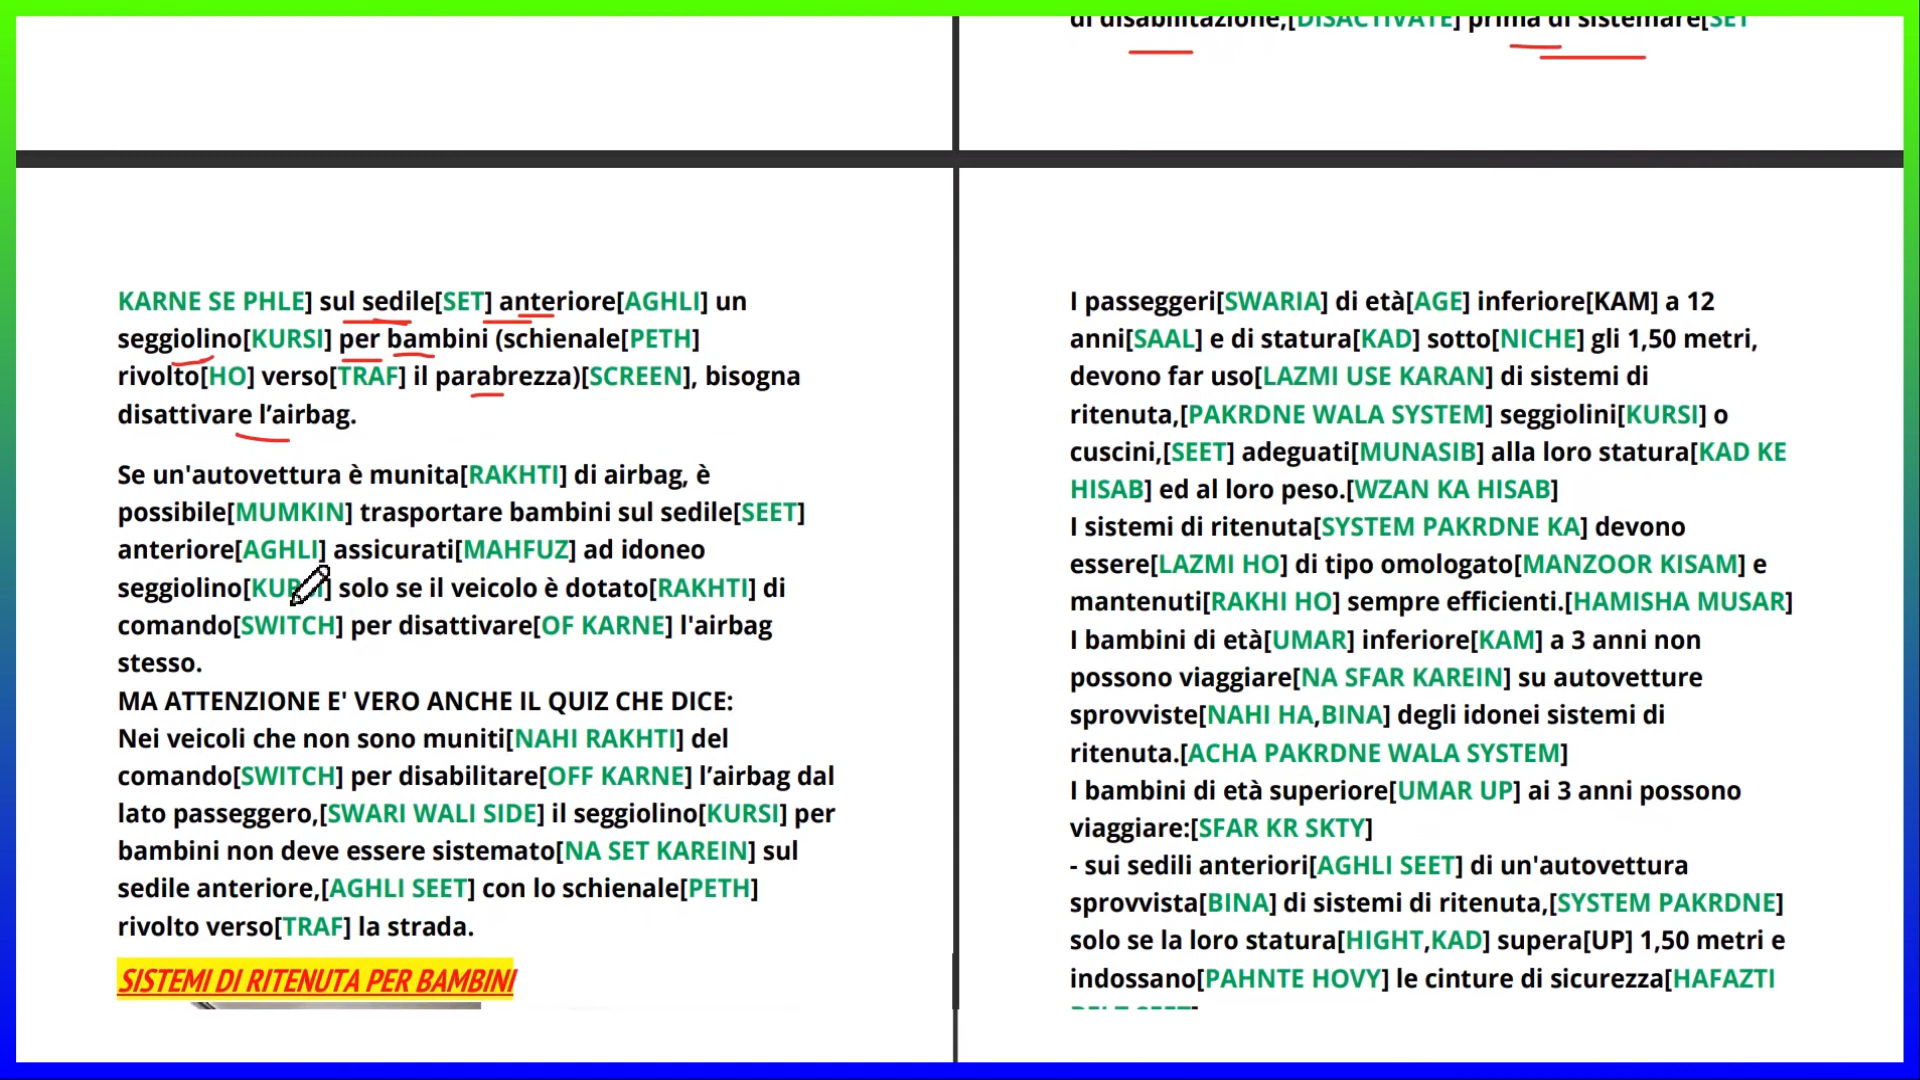 di disabilitazione,[DISACTIVATE] prima di sistemare[SET
KARNE SE PHLE] sul sedile[SET] anteriore[AGHLI] un
seggiolino[KURSI] per bambini (schienale[PETH]
rivolto[HO] verso[TRAF] il parabrezza)[SCREEN], bisogna
disattivare l’airbag.
Se un'autovettura è munita[RAKHTI] di airbag, è
possibile[MUMKIN] trasportare bambini sul sedile[SEET]
anteriore[AGHLI] assicurati[MAHFUZ] ad idoneo
seggiolino[KURSI] solo se il veicolo è dotato[RAKHTI] di
comando[SWITCH] per disattivare[OF KARNE] l'airbag
stesso.
MA ATTENZIONE E' VERO ANCHE IL QUIZ CHE DICE:
Nei veicoli che non sono muniti[NAHI RAKHTI] del
comando[SWITCH] per disabilitare[OFF KARNE] l’airbag dal
lato passeggero,[SWARI WALI SIDE] il seggiolino[KURSI] per
bambini non deve essere sistemato[NA SET KAREIN] sul
sedile anteriore,[AGHLI SEET] con lo schienale[PETH]
rivolto verso[TRAF] la strada.
SISTEMI DI RITENUTA PER BAMBINI
I passeggeri[SWARIA] di età[AGE] inferiore[KAM] a 12
anni[SAAL] e di statura[KAD] sotto[NICHE] gli 1,50 metri,
devono far uso[LAZMI USE KARAN] di sistemi di
ritenuta,[PAKRDNE WALA SYSTEM] seggiolini[KURSI] o
cuscini,[SEET] adeguati[MUNASIB] alla loro statura[KAD KE
HISAB] ed al loro peso.[WZAN KA HISAB]
I sistemi di ritenuta[SYSTEM PAKRDNE KA] devono
essere[LAZMI HO] di tipo omologato[MANZOOR KISAM] e
mantenuti[RAKHI HO] sempre efficienti.[HAMISHA MUSAR]
I bambini di età[UMAR] inferiore[KAM] a 3 anni non
possono viaggiare[NA SFAR KAREIN] su autovetture
sprovviste[NAHI HA,BINA] degli idonei sistemi di
ritenuta.[ACHA PAKRDNE WALA SYSTEM]
I bambini di età superiore[UMAR UP] ai 3 anni possono
viaggiare:[SFAR KR SKTY]
- sui sedili anteriori[AGHLI SEET] di un'autovettura
sprovvista[BINA] di sistemi di ritenuta,[SYSTEM PAKRDNE]
solo se la loro statura[HIGHT,KAD] supera[UP] 1,50 metri e
indossano[PAHNTE HOVY] le cinture di sicurezza[HAFAZTI